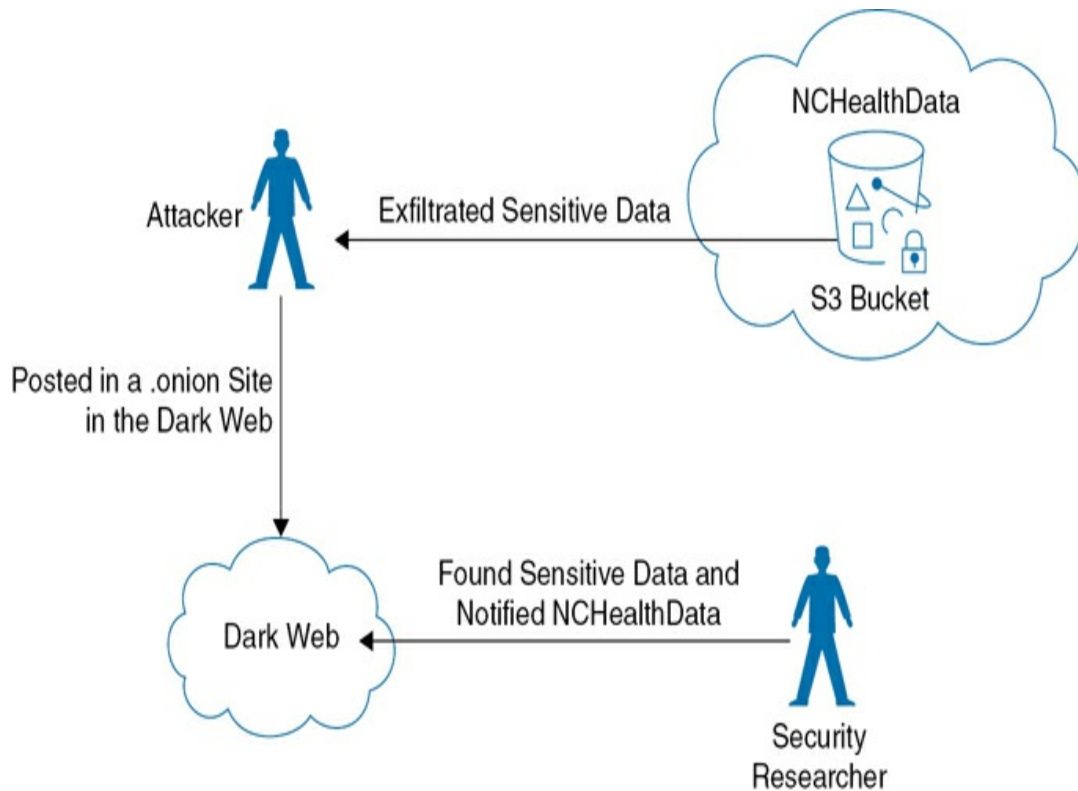 NCHealthData
S3 Bucket
Exfiltrated Sensitive Data
Attacker
Posted in a .onion Site
in the Dark Web
Dark Web
Found Sensitive Data and
Notified NCHealthData
Security
Researcher